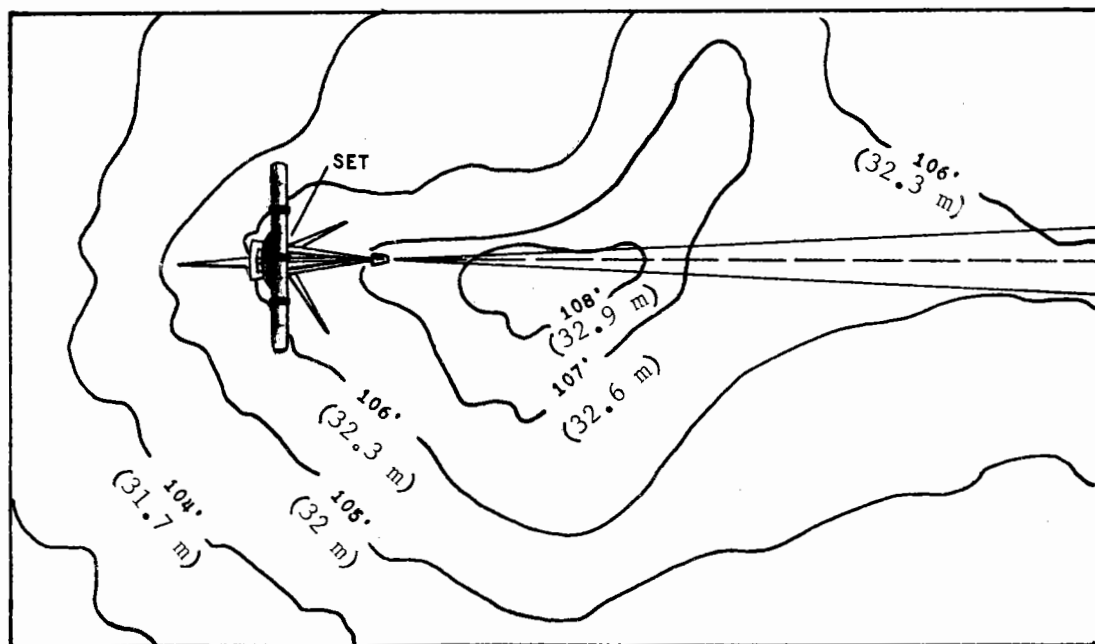 SET
106'
(32.3 m)
108'
(32.9 m)
107'
(32.6 m)
106'
(32.3 m)
105'
(32 m)
104'
(31.7 m)